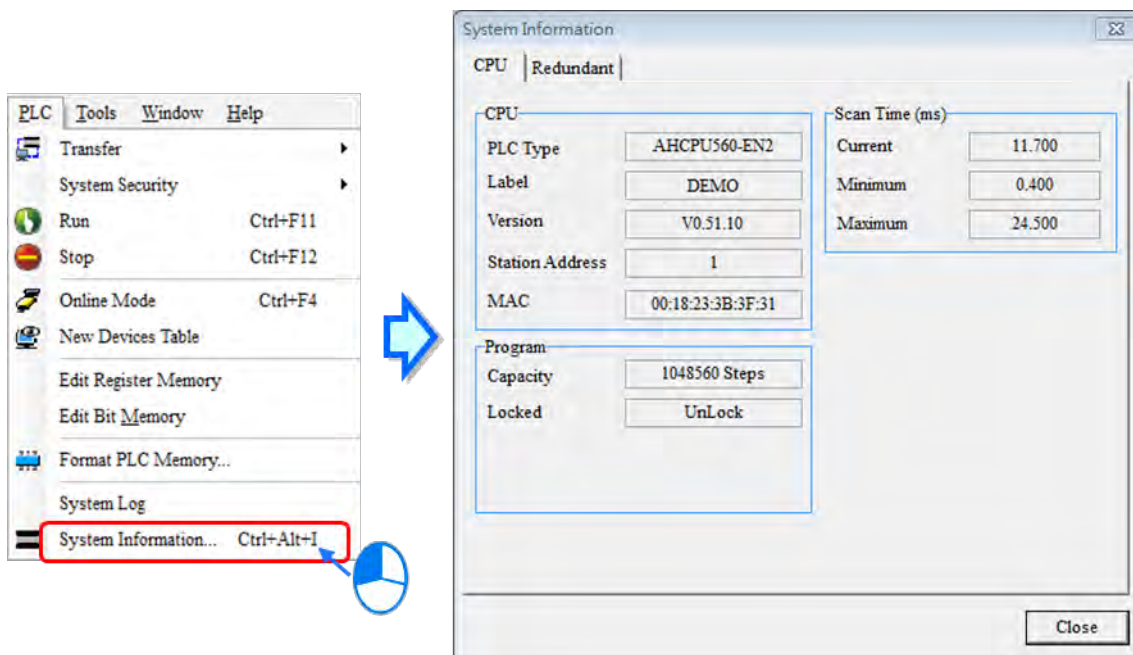 PLC Tools Window Help
Transfer
System Security
Run Ctrl+F11
Stop Ctrl+F12
Online Mode Ctrl+F4
New Devices Table
Edit Register Memory
Edit Bit Memory
Format PLC Memory...
System Log
System Information... Ctrl+Alt+I
System Information
CPU Redundant
CPU
PLC Type AHCPU560-EN2
Label DEMO
Version V0.51.10
Station Address 1
MAC 00:18:23:3B:3F:31
Program
Capacity 1048560 Steps
Locked UnLock
Scan Time (ms)
Current 11.700
Minimum 0.400
Maximum 24.500
Close